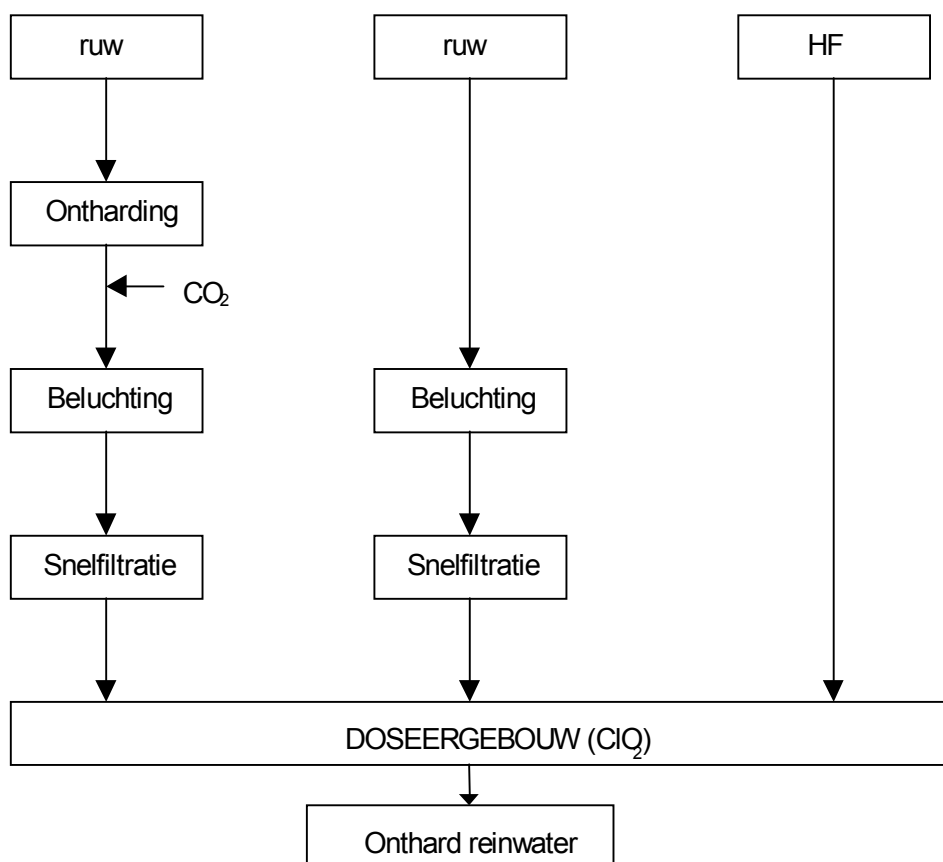 ruw
ruw
HF
Ontharding
CO₂
Beluchting
Beluchting
Snelfiltratie
Snelfiltratie
DOSEERGEBOUW (ClO₂)
Onthard reinwater